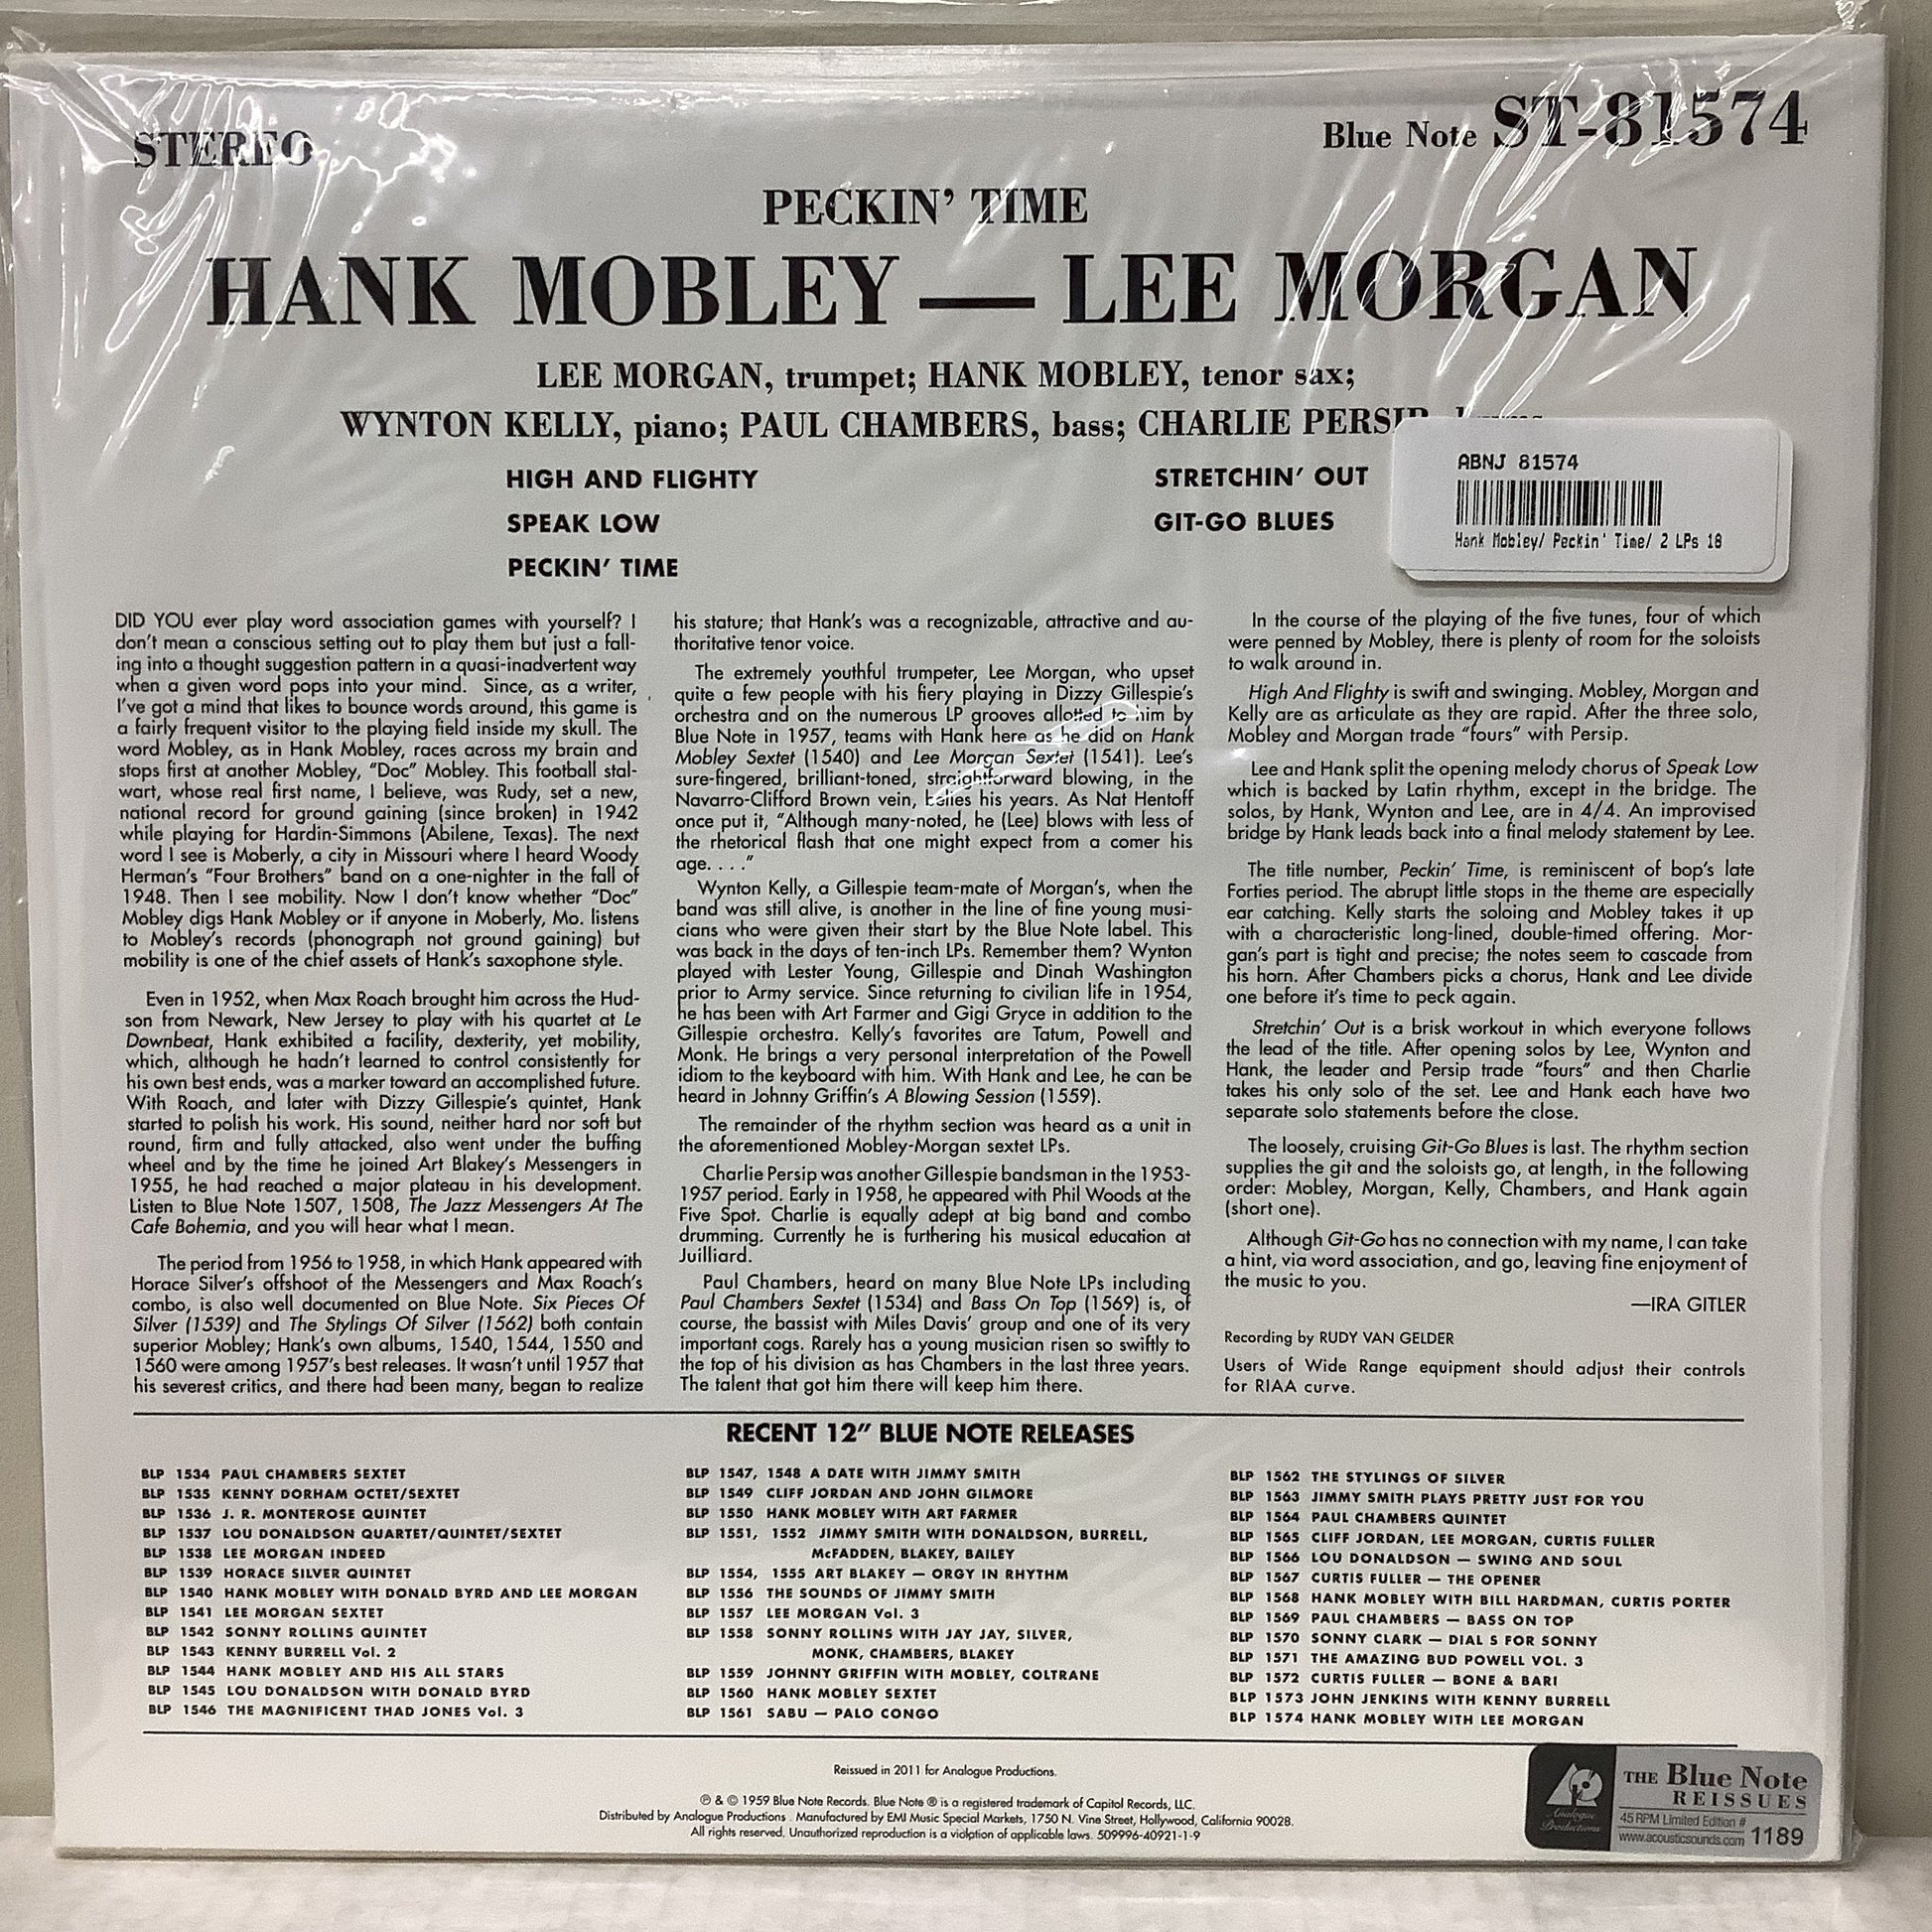 STEREO
Blue Note ST-81574
PECKIN’ TIME
HANK MOBLEY — LEE MORGAN
LEE MORGAN, trumpet; HANK MOBLEY, tenor sax;
WYNTON KELLY, piano; PAUL CHAMBERS, bass; CHARLIE PERSIP,
HIGH AND FLIGHTY
SPEAK LOW
PECKIN’ TIME
STRETCHIN’ OUT
GIT-GO BLUES
ABNJ 81574
Hank Mobley/ Peckin' Time/ 2 LPs 18
DID YOU ever play word association games with yourself? I
don’t mean a conscious setting out to play them but just a fall-
ing into a thought suggestion pattern in a quasi-inadvertent way
when a given word pops into your mind. Since, as a writer,
I’ve got a mind that likes to bounce words around, this game is
a fairly frequent visitor to the playing field inside my skull. The
word Mobley, as in Hank Mobley, races across my brain and
stops first at another Mobley, “Doc” Mobley. This football stal-
wart, whose real first name, I believe, was Rudy, set a new,
national record for ground gaining (since broken) in 1942
while playing for Hardin-Simmons (Abilene, Texas). The next
word I see is Moberly, a city in Missouri where I heard Woody
Herman’s “Four Brothers” band on a one-nighter in the fall of
1948. Then I see mobility. Now I don’t know whether “Doc”
Mobley digs Hank Mobley or if anyone in Moberly, Mo. listens
to Mobley’s records (phonograph not ground gaining) but
mobility is one of the chief assets of Hank’s saxophone style.
Even in 1952, when Max Roach brought him across the Hud-
son from Newark, New Jersey to play with his quartet at Le
Downbeat, Hank exhibited a facility, dexterity, yet mobility,
which, although he hadn’t learned to control consistently for
his own best ends, was a marker toward an accomplished future.
With Roach, and later with Dizzy Gillespie’s quintet, Hank
started to polish his work. His sound, neither hard nor soft but
round, firm and fully attacked, also went under the buffing
wheel and by the time he joined Art Blakey’s Messengers in
1955, he had reached a major plateau in his development.
Listen to Blue Note 1507, 1508, The Jazz Messengers At The
Cafe Bohemia, and you will hear what I mean.
The period from 1956 to 1958, in which Hank appeared with
Horace Silver’s offshoot of the Messengers and Max Roach’s
combo, is also well documented on Blue Note. Six Pieces Of
Silver (1539) and The Stylings Of Silver (1562) both contain
superior Mobley; Hank’s own albums, 1540, 1544, 1550 and
1560 were among 1957’s best releases. It wasn’t until 1957 that
his severest critics, and there had been many, began to realize
his stature; that Hank’s was a recognizable, attractive and au-
thoritative tenor voice.
The extremely youthful trumpeter, Lee Morgan, who upset
quite a few people with his fiery playing in Dizzy Gillespie’s
orchestra and on the numerous LP grooves allotted to him by
Blue Note in 1957, teams with Hank here as he did on Hank
Mobley Sextet (1540) and Lee Morgan Sextet (1541). Lee’s
sure-fingered, brilliant-toned, straightforward blowing, in the
Navarro-Clifford Brown vein, belies his years. As Nat Hentoff
once put it, “Although many-noted, he (Lee) blows with less of
the rhetorical flash that one might expect from a comer his
age. . . .”
Wynton Kelly, a Gillespie team-mate of Morgan’s, when the
band was still alive, is another in the line of fine young musi-
cians who were given their start by the Blue Note label. This
was back in the days of ten-inch LPs. Remember them? Wynton
played with Lester Young, Gillespie and Dinah Washington
prior to Army service. Since returning to civilian life in 1954,
he has been with Art Farmer and Gigi Gryce in addition to the
Gillespie orchestra. Kelly’s favorites are Tatum, Powell and
Monk. He brings a very personal interpretation of the Powell
idiom to the keyboard with him. With Hank and Lee, he can be
heard in Johnny Griffin’s A Blowing Session (1559).
The remainder of the rhythm section was heard as a unit in
the aforementioned Mobley-Morgan sextet LPs.
Charlie Persip was another Gillespie bandsman in the 1953-
1957 period. Early in 1958, he appeared with Phil Woods at the
Five Spot. Charlie is equally adept at big band and combo
drumming. Currently he is furthering his musical education at
Juilliard.
Paul Chambers, heard on many Blue Note LPs including
Paul Chambers Sextet (1534) and Bass On Top (1569) is, of
course, the bassist with Miles Davis’ group and one of its very
important cogs. Rarely has a young musician risen so swiftly to
the top of his division as has Chambers in the last three years.
The talent that got him there will keep him there.
In the course of the playing of the five tunes, four of which
were penned by Mobley, there is plenty of room for the soloists
to walk around in.
High And Flighty is swift and swinging. Mobley, Morgan and
Kelly are as articulate as they are rapid. After the three solo,
Mobley and Morgan trade “fours” with Persip.
Lee and Hank split the opening melody chorus of Speak Low
which is backed by Latin rhythm, except in the bridge. The
solos, by Hank, Wynton and Lee, are in 4/4. An improvised
bridge by Hank leads back into a final melody statement by Lee.
The title number, Peckin’ Time, is reminiscent of bop’s late
Forties period. The abrupt little stops in the theme are especially
ear catching. Kelly starts the soloing and Mobley takes it up
with a characteristic long-lined, double-timed offering. Mor-
gan’s part is tight and precise; the notes seem to cascade from
his horn. After Chambers picks a chorus, Hank and Lee divide
one before it’s time to peck again.
Stretchin’ Out is a brisk workout in which everyone follows
the lead of the title. After opening solos by Lee, Wynton and
Hank, the leader and Persip trade “fours” and then Charlie
takes his only solo of the set. Lee and Hank each have two
separate solo statements before the close.
The loosely, cruising Git-Go Blues is last. The rhythm section
supplies the git and the soloists go, at length, in the following
order: Mobley, Morgan, Kelly, Chambers, and Hank again
(short one).
Although Git-Go has no connection with my name, I can take
a hint, via word association, and go, leaving fine enjoyment of
the music to you.
—IRA GITLER
Recording by RUDY VAN GELDER
Users of Wide Range equipment should adjust their controls
for RIAA curve.
RECENT 12” BLUE NOTE RELEASES
BLP 1534 PAUL CHAMBERS SEXTET
BLP 1535 KENNY DORHAM OCTET/SEXTET
BLP 1536 J. R. MONTEROSE QUINTET
BLP 1537 LOU DONALDSON QUARTET/QUINTET/SEXTET
BLP 1538 LEE MORGAN INDEED
BLP 1539 HORACE SILVER QUINTET
BLP 1540 HANK MOBLEY WITH DONALD BYRD AND LEE MORGAN
BLP 1541 LEE MORGAN SEXTET
BLP 1542 SONNY ROLLINS QUINTET
BLP 1543 KENNY BURRELL Vol. 2
BLP 1544 HANK MOBLEY AND HIS ALL STARS
BLP 1545 LOU DONALDSON WITH DONALD BYRD
BLP 1546 THE MAGNIFICENT THAD JONES Vol. 3
BLP 1547, 1548 A DATE WITH JIMMY SMITH
BLP 1549 CLIFF JORDAN AND JOHN GILMORE
BLP 1550 HANK MOBLEY WITH ART FARMER
BLP 1551, 1552 JIMMY SMITH WITH DONALDSON, BURRELL,
McFADDEN, BLAKEY, BAILEY
BLP 1554, 1555 ART BLAKEY — ORGY IN RHYTHM
BLP 1556 THE SOUNDS OF JIMMY SMITH
BLP 1557 LEE MORGAN Vol. 3
BLP 1558 SONNY ROLLINS WITH JAY JAY, SILVER,
MONK, CHAMBERS, BLAKEY
BLP 1559 JOHNNY GRIFFIN WITH MOBLEY, COLTRANE
BLP 1560 HANK MOBLEY SEXTET
BLP 1561 SABU — PALO CONGO
BLP 1562 THE STYLINGS OF SILVER
BLP 1563 JIMMY SMITH PLAYS PRETTY JUST FOR YOU
BLP 1564 PAUL CHAMBERS QUINTET
BLP 1565 CLIFF JORDAN, LEE MORGAN, CURTIS FULLER
BLP 1566 LOU DONALDSON — SWING AND SOUL
BLP 1567 CURTIS FULLER — THE OPENER
BLP 1568 HANK MOBLEY WITH BILL HARDMAN, CURTIS PORTER
BLP 1569 PAUL CHAMBERS — BASS ON TOP
BLP 1570 SONNY CLARK — DIAL S FOR SONNY
BLP 1571 THE AMAZING BUD POWELL VOL. 3
BLP 1572 CURTIS FULLER — BONE & BARI
BLP 1573 JOHN JENKINS WITH KENNY BURRELL
BLP 1574 HANK MOBLEY WITH LEE MORGAN
Reissued in 2011 for Analogue Productions.
℗ & © 1959 Blue Note Records. Blue Note ® is a registered trademark of Capitol Records, LLC.
Distributed by Analogue Productions . Manufactured by EMI Music Special Markets, 1750 N. Vine Street, Hollywood, California 90028.
All rights reserved. Unauthorized reproduction is a violation of applicable laws. 509996-40921-1-9
Analogue
Productions
THE Blue Note
REISSUES
45 RPM Limited Edition #
www.acousticsounds.com 1189